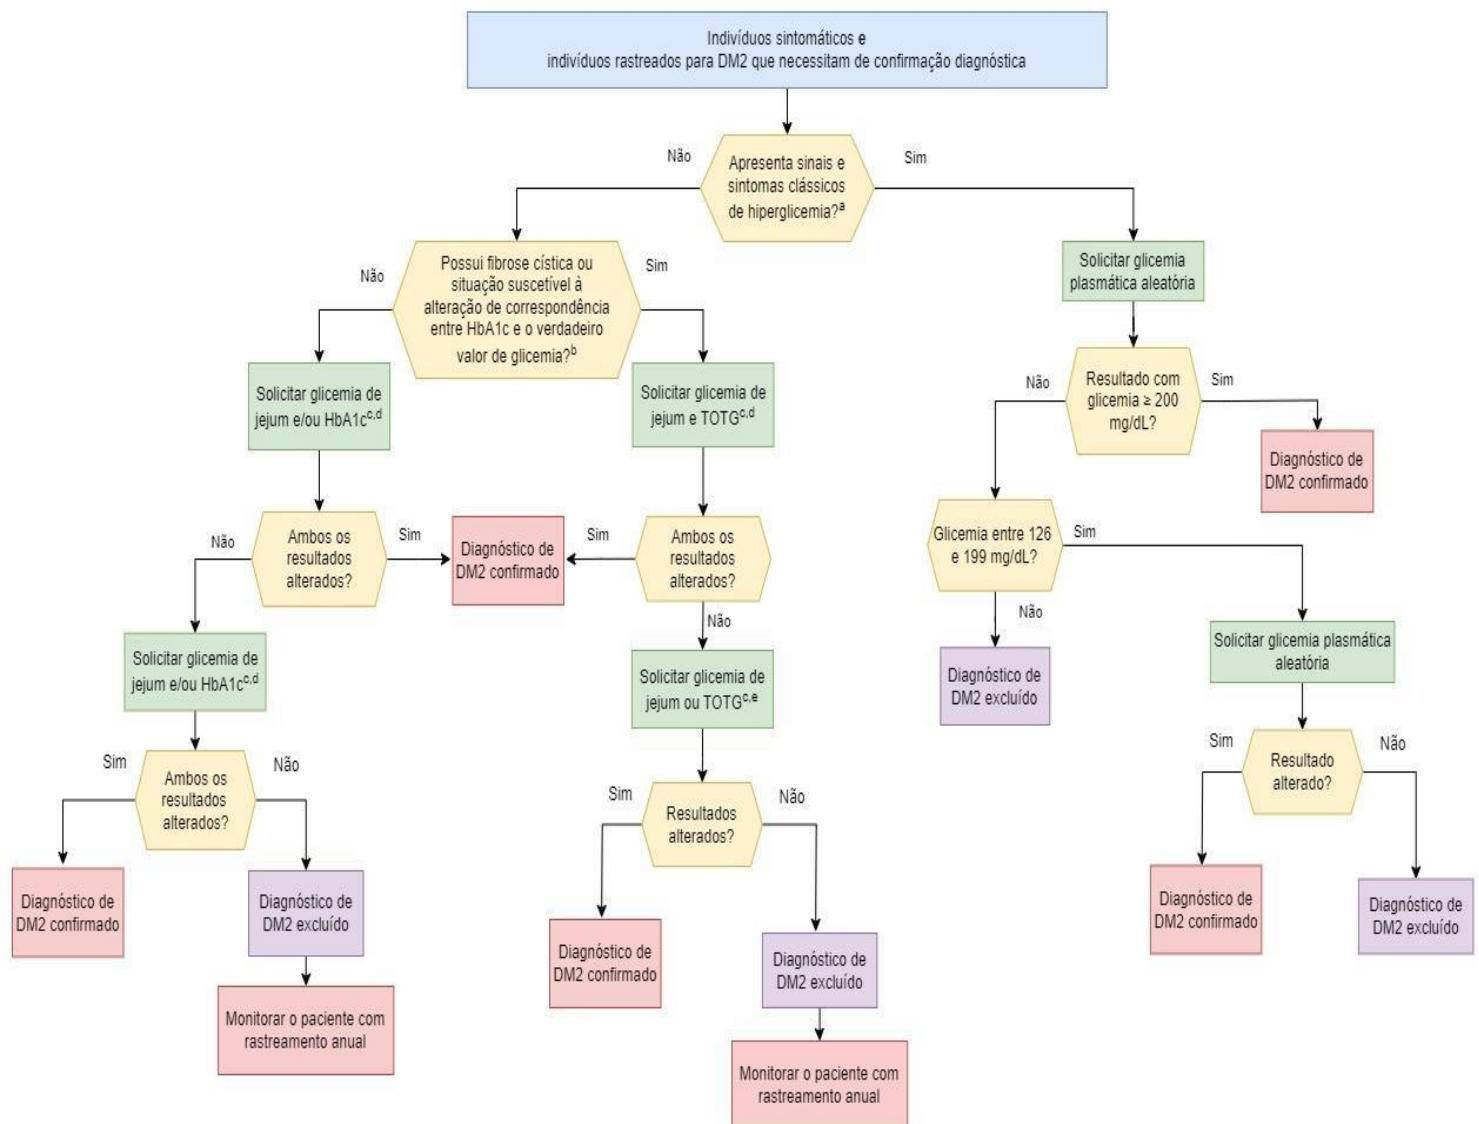 Indivíduos sintomáticos e
indivíduos rastreados para DM2 que necessitam de confirmação diagnóstica
Não
Apresenta sinais e
sintomas clássicos
de hiperglicemia?a
Sim
Não
Possui fibrose cística ou
situação suscetível à
alteração de correspondência
entre HbA1c e o verdadeiro
valor de glicemia?b
Sim
Solicitar glicemia
plasmática aleatória
Solicitar glicemia de
jejum e/ou HbA1cc,d
Solicitar glicemia de
jejum e TOTGc,d
Não
Resultado com
glicemia ≥ 200
mg/dL?
Sim
Diagnóstico de
DM2 confirmado
Não
Ambos os
resultados
alterados?
Sim
Diagnóstico de
DM2 confirmado
Sim
Ambos os
resultados
alterados?
Não
Glicemia entre 126
e 199 mg/dL?
Sim
Não
Solicitar glicemia de
jejum e/ou HbA1cc,d
Solicitar glicemia de
jejum ou TOTGc,e
Diagnóstico de
DM2 excluído
Solicitar glicemia plasmática
aleatória
Sim
Ambos os
resultados
alterados?
Não
Sim
Resultados
alterados?
Não
Sim
Resultado
alterado?
Não
Diagnóstico de
DM2 confirmado
Diagnóstico de
DM2 excluído
Diagnóstico de
DM2 confirmado
Diagnóstico de
DM2 excluído
Diagnóstico de
DM2 confirmado
Diagnóstico de
DM2 excluído
Monitorar o paciente com
rastreamento anual
Monitorar o paciente com
rastreamento anual